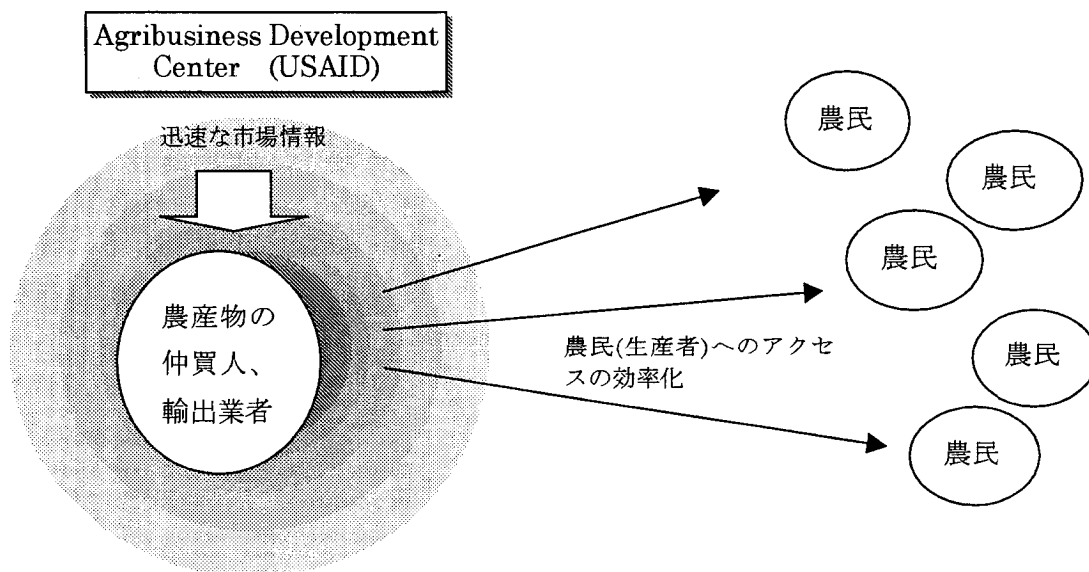 Agribusiness Development
Center (USAID)
迅速な市場情報
農産物の
仲買人、
輸出業者
農民(生産者)へのアクセ
スの効率化
農民
農民
農民
農民
農民